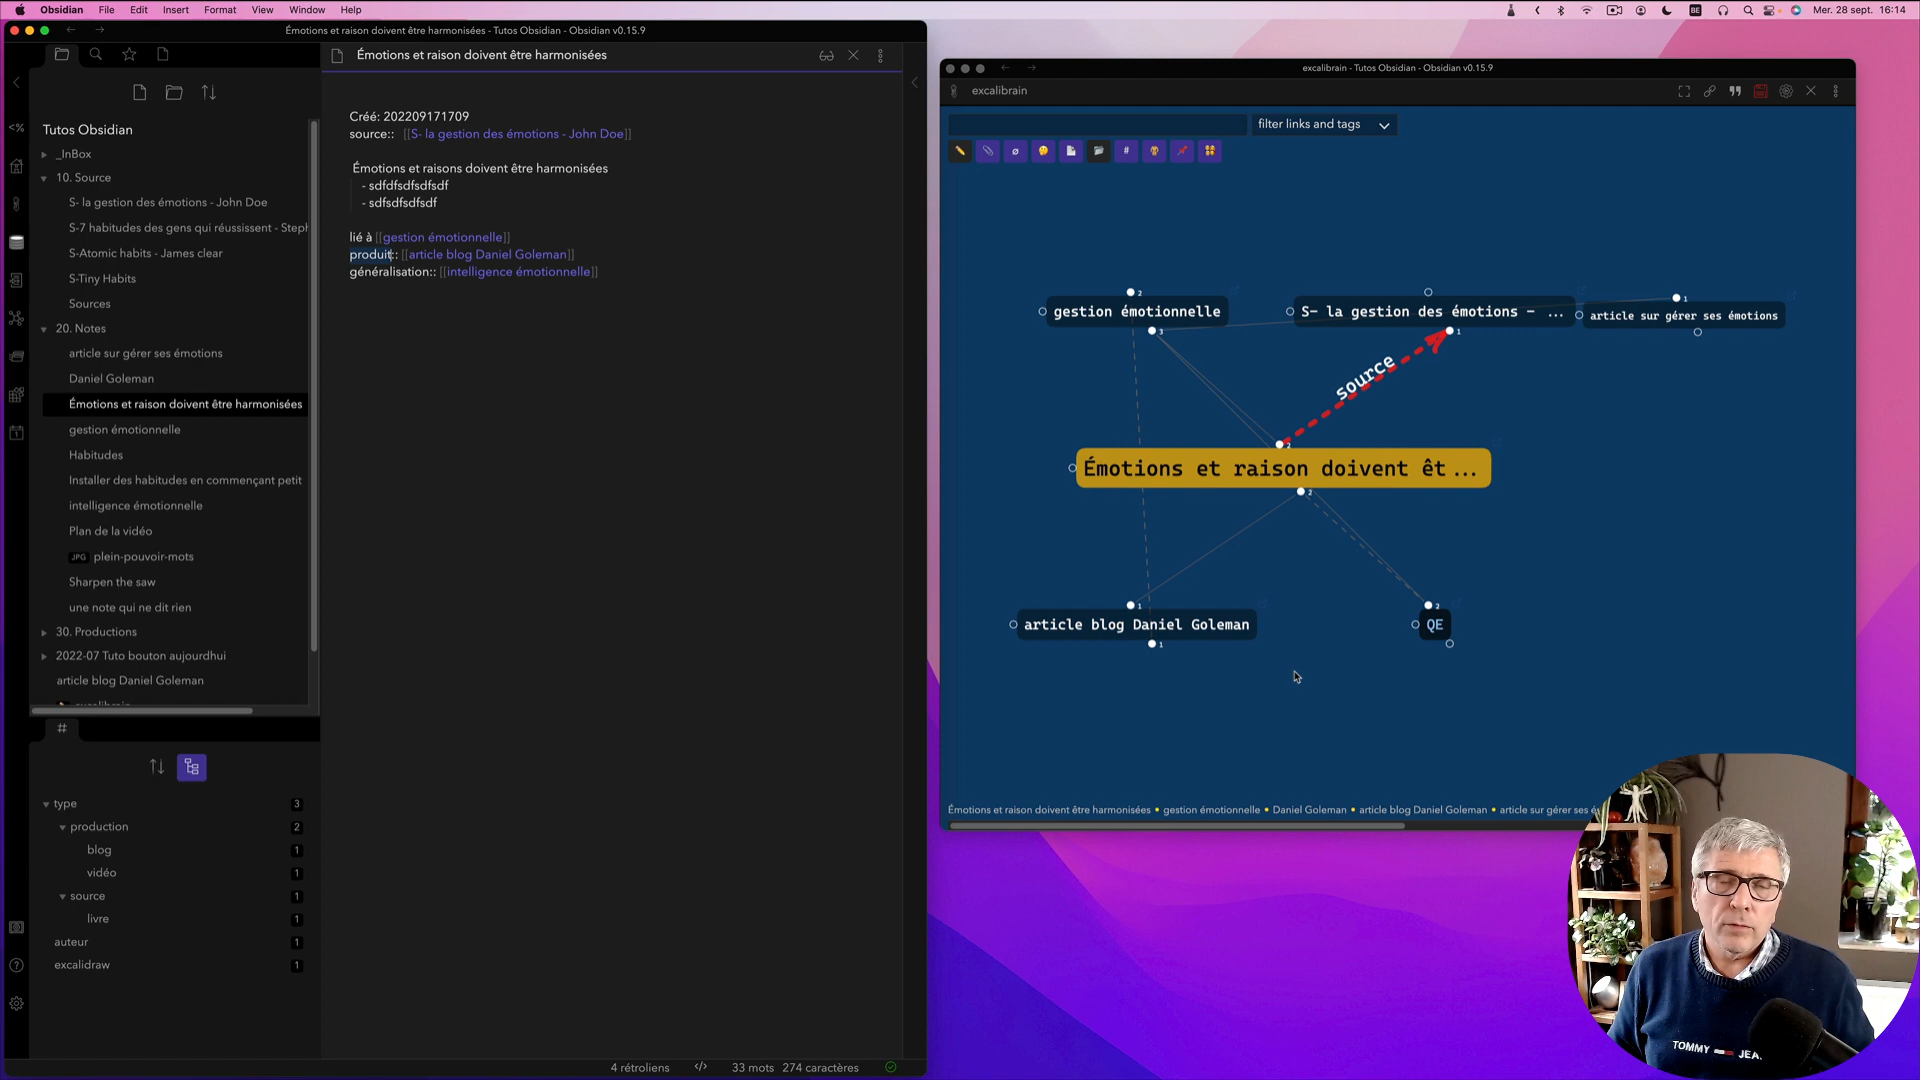 Obsidian File Edit Insert Format View Window Help
BE Mer. 28 sept. 16:14
Émotions et raison doivent être harmonisées - Tutos Obsidian - Obsidian v0.15.9
Émotions et raison doivent être harmonisées
Tutos Obsidian
_InBox
10. Source
S- la gestion des émotions - John Doe
S-7 habitudes des gens qui réussissent - Steph
S-Atomic habits - James clear
S-Tiny Habits
Sources
20. Notes
article sur gérer ses émotions
Daniel Goleman
Émotions et raison doivent être harmonisées
gestion émotionnelle
Habitudes
Installer des habitudes en commençant petit
intelligence émotionnelle
Plan de la vidéo
JPG plein-pouvoir-mots
Sharpen the saw
une note qui ne dit rien
30. Productions
2022-07 Tuto bouton aujourdhui
article blog Daniel Goleman
excalibrain
#
type 3
production 2
blog 1
vidéo 1
source 1
livre 1
auteur 1
excalidraw 1
Créé: 202209171709
source:: [[S- la gestion des émotions - John Doe]]
Émotions et raisons doivent être harmonisées
- sdfdfsdfsdfsdf
- sdfsdfsdfsdf
lié à [[gestion émotionnelle]]
produit:: [[article blog Daniel Goleman]]
généralisation:: [[intelligence émotionnelle]]
4 rétroliens </> 33 mots 274 caractères
excalibrain - Tutos Obsidian - Obsidian v0.15.9
excalibrain
filter links and tags
#
2
gestion émotionnelle
3
S- la gestion des émotions - ...
1
1
article sur gérer ses émotions
source
2
Émotions et raison doivent êt...
2
1
article blog Daniel Goleman
1
2
QE
Émotions et raison doivent être harmonisées • gestion émotionnelle • Daniel Goleman • article blog Daniel Goleman • article sur gérer ses é
TOMMY JEA